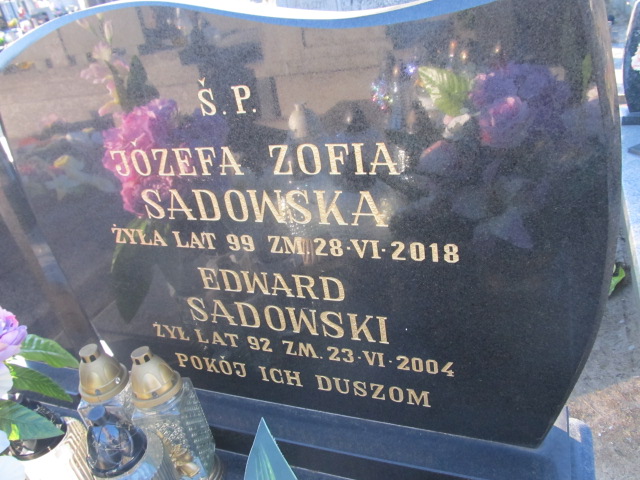 Ś.P.
JÓZEFA ZOFIA
SADOWSKA
ŻYŁA LAT 99 ZM. 28·VI·2018
EDWARD
SADOWSKI
ŻYŁ LAT 92 ZM. 23·VI·2004
POKÓJ ICH DUSZOM